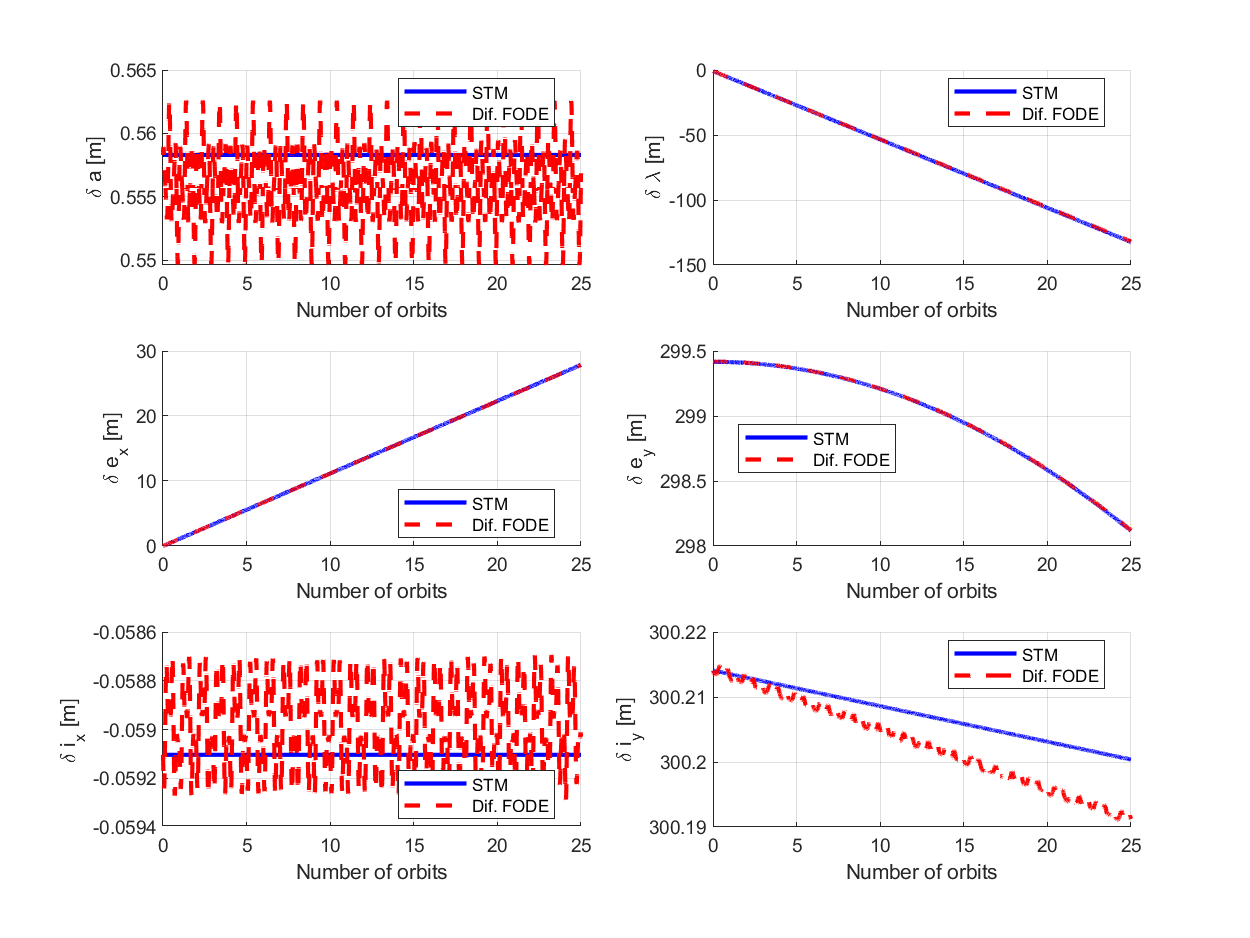 0.565
0.56
0.555
0.55
δ a [m]
STM
Dif. FODE
0 5 10 15 20 25
Number of orbits
0
-50
-100
-150
δ λ [m]
STM
Dif. FODE
0 5 10 15 20 25
Number of orbits
30
20
10
0
δ e_x [m]
STM
Dif. FODE
0 5 10 15 20 25
Number of orbits
299.5
299
298.5
298
δ e_y [m]
STM
Dif. FODE
0 5 10 15 20 25
Number of orbits
-0.0586
-0.0588
-0.059
-0.0592
-0.0594
δ i_x [m]
STM
Dif. FODE
0 5 10 15 20 25
Number of orbits
300.22
300.21
300.2
300.19
δ i_y [m]
STM
Dif. FODE
0 5 10 15 20 25
Number of orbits